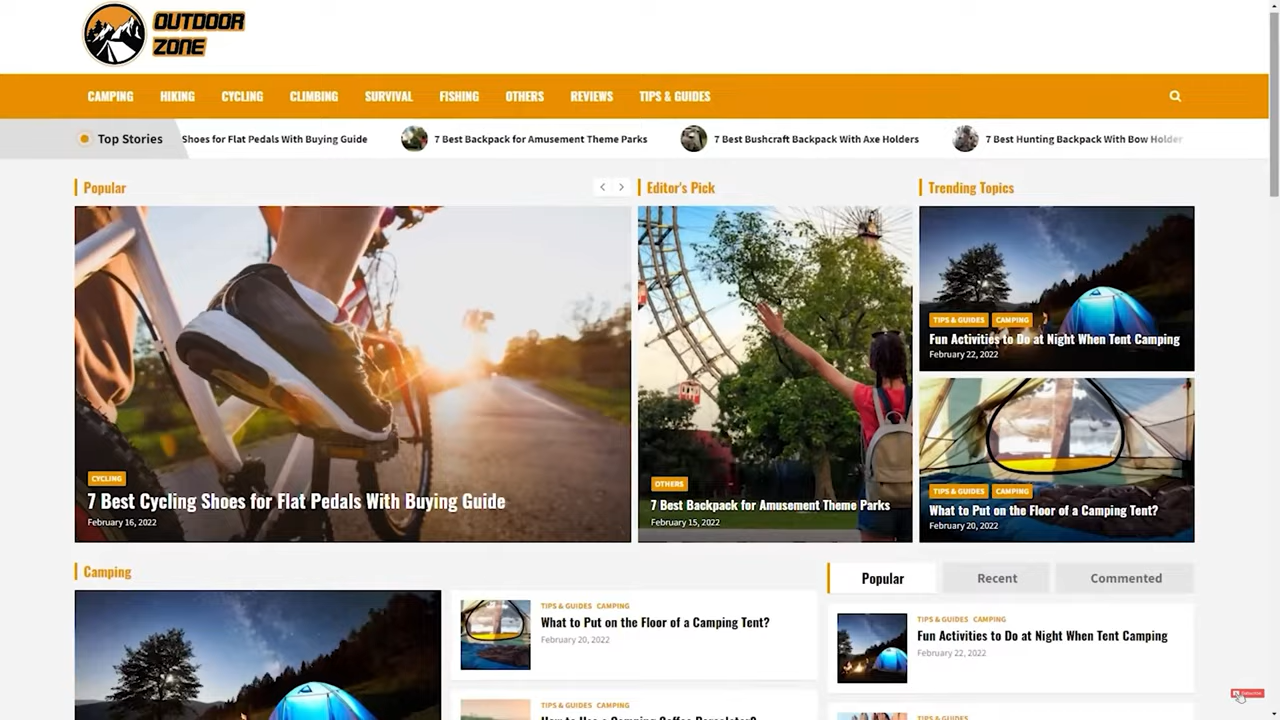 OUTDOOR
ZONE
CAMPING HIKING CYCLING CLIMBING SURVIVAL FISHING OTHERS REVIEWS TIPS & GUIDES
Top Stories Shoes for Flat Pedals With Buying Guide 7 Best Backpack for Amusement Theme Parks 7 Best Bushcraft Backpack With Axe Holders 7 Best Hunting Backpack With Bow Holder
Popular
CYCLING
7 Best Cycling Shoes for Flat Pedals With Buying Guide
February 16, 2022
Editor's Pick
OTHERS
7 Best Backpack for Amusement Theme Parks
February 15, 2022
Trending Topics
TIPS & GUIDES CAMPING
Fun Activities to Do at Night When Tent Camping
February 22, 2022
TIPS & GUIDES CAMPING
What to Put on the Floor of a Camping Tent?
February 20, 2022
Camping
TIPS & GUIDES CAMPING
What to Put on the Floor of a Camping Tent?
February 20, 2022
TIPS & GUIDES CAMPING
How to Use a Camping Coffee Percolator?
Popular Recent Commented
TIPS & GUIDES CAMPING
Fun Activities to Do at Night When Tent Camping
February 22, 2022
TIPS & GUIDES
Subscribe